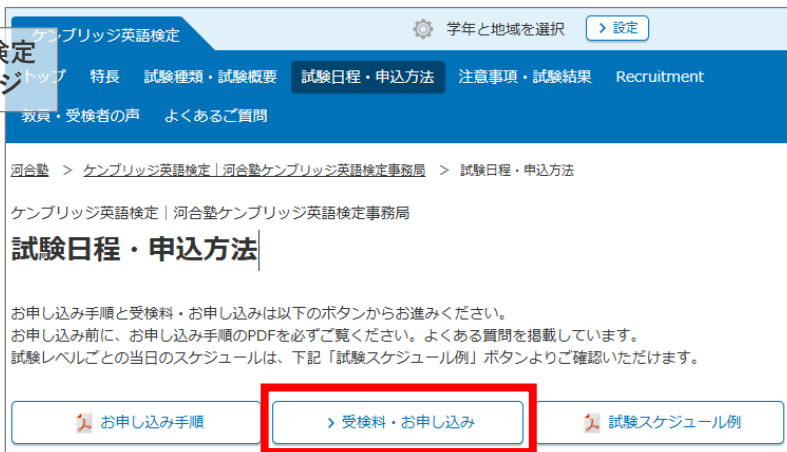 ケンブリッジ英語検定
学年と地域を選択
> 設定
検定
ジ
トップ 特長 試験種類・試験概要 試験日程・申込方法 注意事項・試験結果 Recruitment
教員・受検者の声 よくあるご質問
河合塾 > ケンブリッジ英語検定|河合塾ケンブリッジ英語検定事務局 > 試験日程・申込方法
ケンブリッジ英語検定|河合塾ケンブリッジ英語検定事務局
試験日程・申込方法
お申し込み手順と受検料・お申し込みは以下のボタンからお進みください。
お申し込み前に、お申し込み手順のPDFを必ずご覧ください。よくある質問を掲載しています。
試験レベルごとの当日のスケジュールは、下記「試験スケジュール例」ボタンよりご確認いただけます。
お申し込み手順
> 受検料・お申し込み
試験スケジュール例